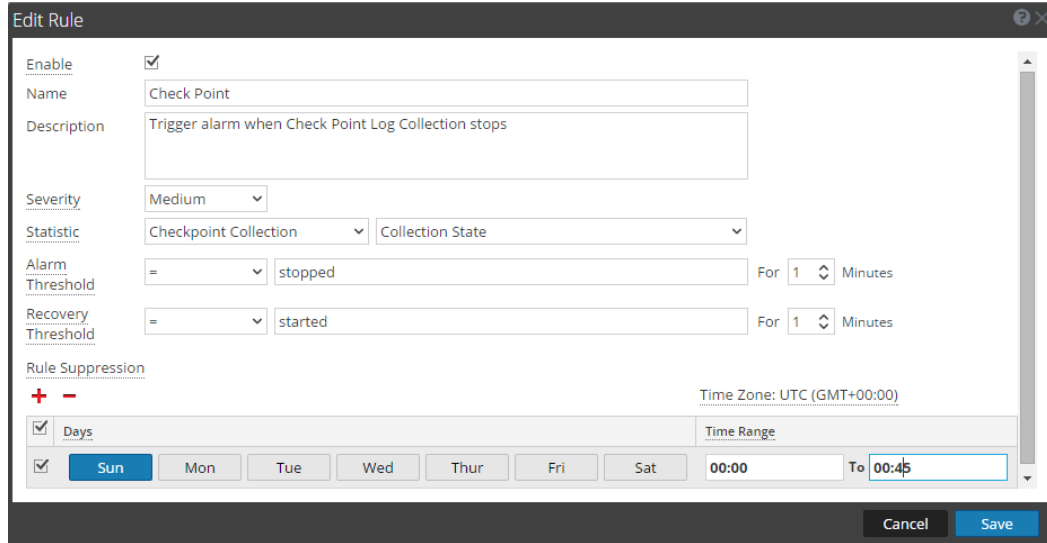 Edit Rule
Enable
Name Check Point
Description Trigger alarm when Check Point Log Collection stops
Severity Medium
Statistic Checkpoint Collection Collection State
Alarm Threshold = stopped For 1 Minutes
Recovery Threshold = started For 1 Minutes
Rule Suppression
Time Zone: UTC (GMT+00:00)
Days Time Range
Sun Mon Tue Wed Thur Fri Sat 00:00 To 00:45
Cancel Save